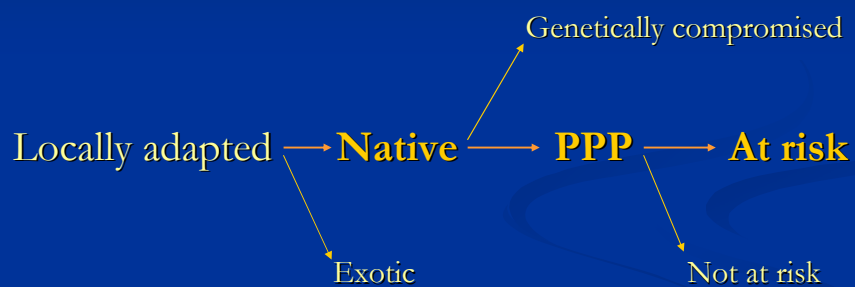 Genetically compromised
Locally adapted Native PPP At risk
Exotic Not at risk